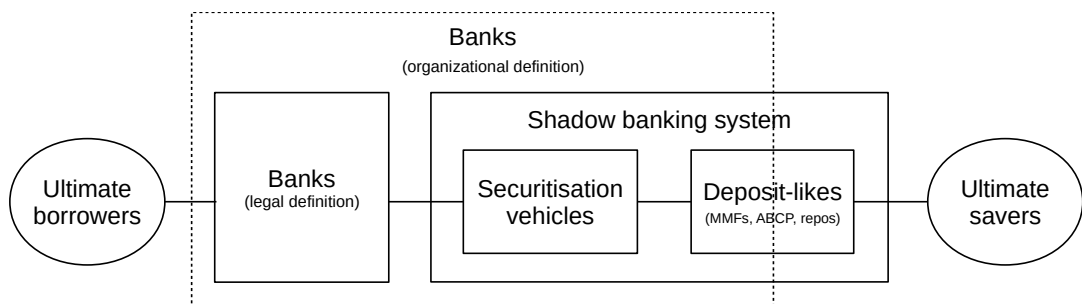 Banks
(organizational definition)
Shadow banking system
Ultimate
borrowers
Banks
(legal definition)
Securitisation
vehicles
Deposit-likes
(MMFs, ABCP, repos)
Ultimate
savers